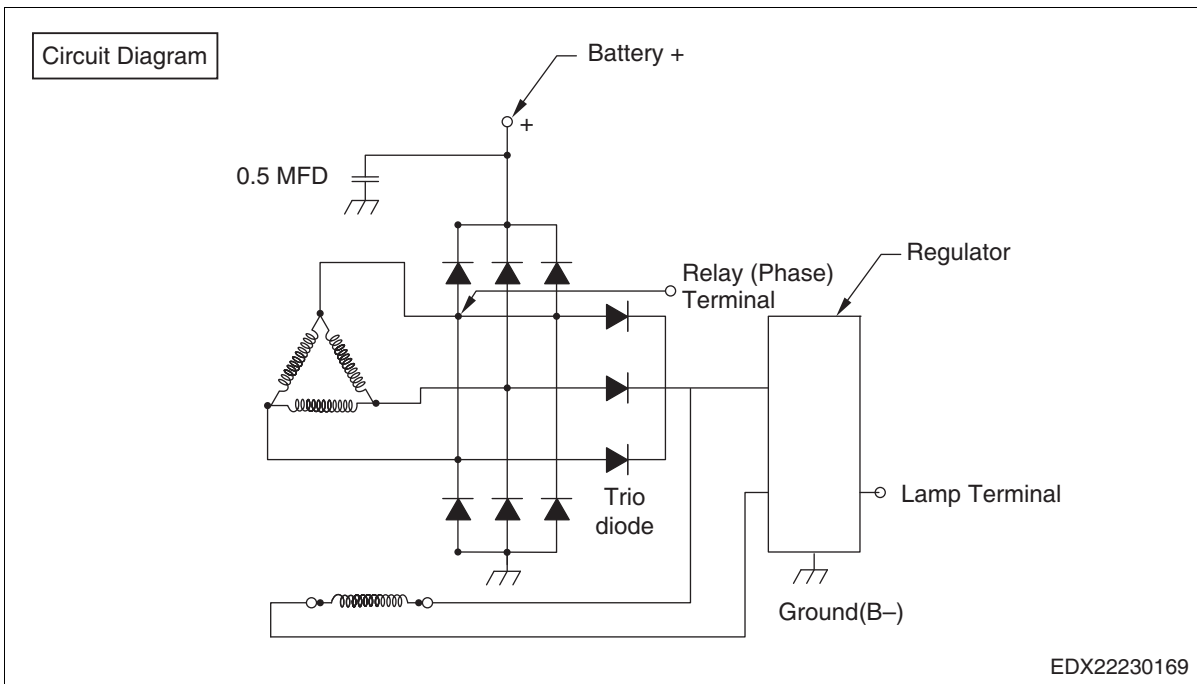 Circuit Diagram
Battery +
+
0.5 MFD
Regulator
Relay (Phase)
Terminal
Trio
diode
Lamp Terminal
Ground(B–)
EDX22230169